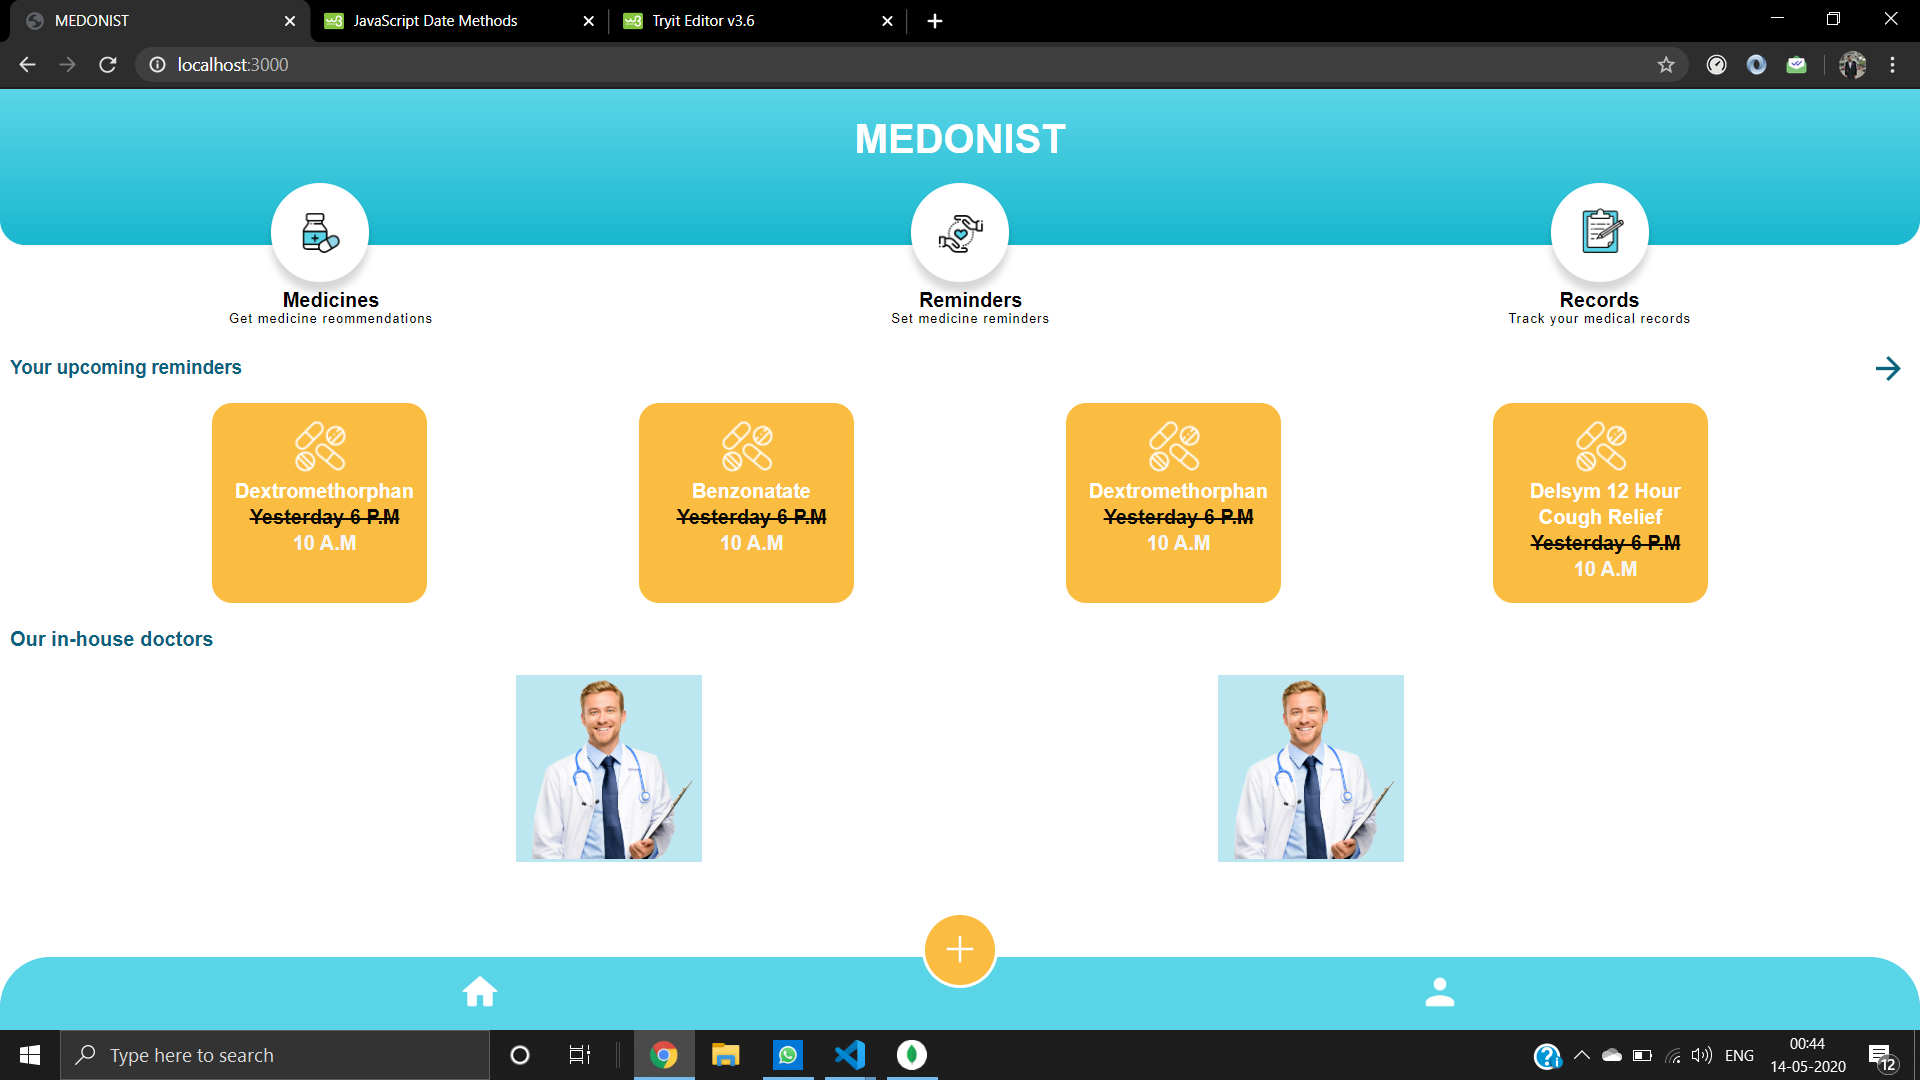 MEDONIST
JavaScript Date Methods
Tryit Editor v3.6
localhost:3000
MEDONIST
Medicines
Get medicine reommendations
Reminders
Set medicine reminders
Records
Track your medical records
Your upcoming reminders
Dextromethorphan
Yesterday 6 P.M
10 A.M
Benzonatate
Yesterday 6 P.M
10 A.M
Dextromethorphan
Yesterday 6 P.M
10 A.M
Delsym 12 Hour
Cough Relief
Yesterday 6 P.M
10 A.M
Our in-house doctors
Type here to search
ENG
00:44
14-05-2020
12